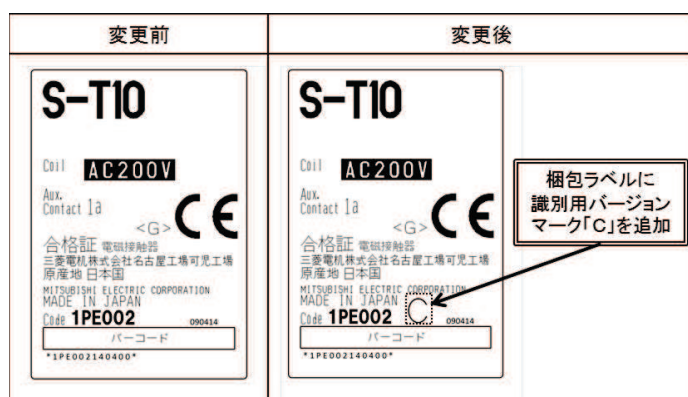 変更前
変更後
S-T10
Coil AC200V
Aux.
Contact 1a
<G> CE
合格証 電磁接触器
三菱電機株式会社名古屋工場可児工場
原産地 日本国
MITSUBISHI ELECTRIC CORPORATION
MADE IN JAPAN
Code 1PE002 090414
バーコード
*1PE002140400*
S-T10
Coil AC200V
Aux.
Contact 1a
<G> CE
合格証 電磁接触器
三菱電機株式会社名古屋工場可児工場
原産地 日本国
MITSUBISHI ELECTRIC CORPORATION
MADE IN JAPAN
Code 1PE002 C 090414
バーコード
*1PE002140400*
梱包ラベルに
識別用バージョン
マーク「C」を追加